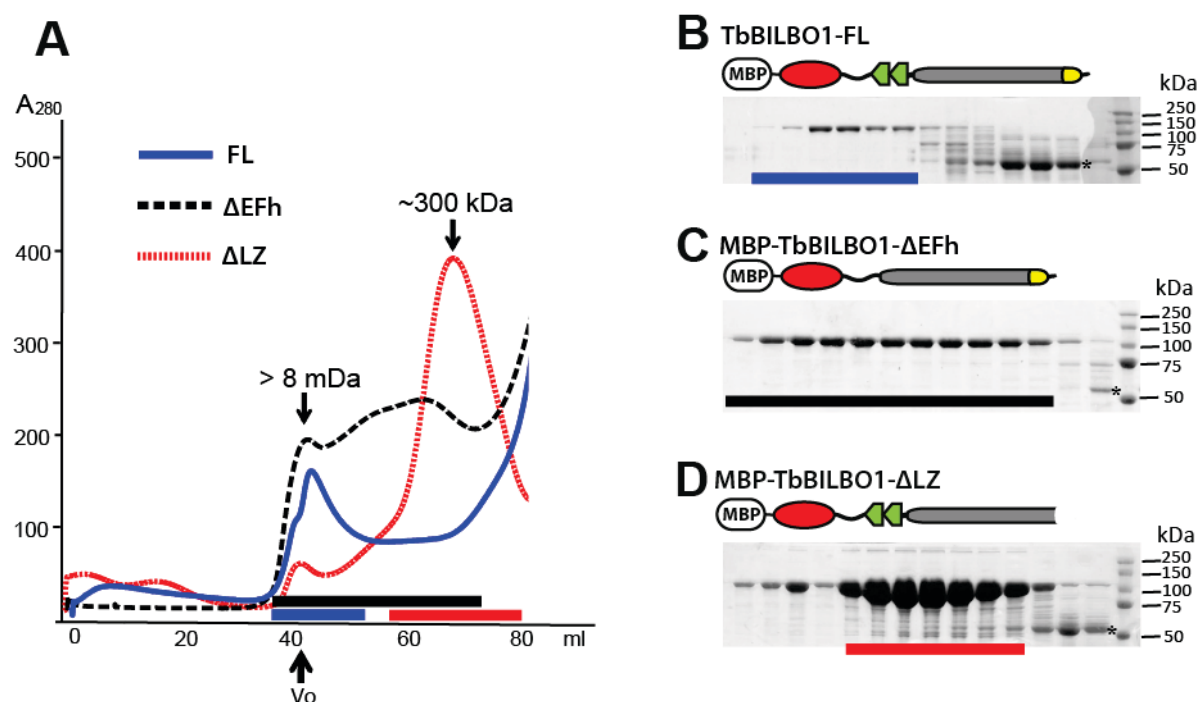 A
A280
500
400
300
200
100
FL
ΔEFh
ΔLZ
~300 kDa
> 8 mDa
0 20 40 60 80 ml
Vo
B TbBILBO1-FL
MBP
kDa
250
150
100
75
50
*
C MBP-TbBILBO1-ΔEFh
MBP
kDa
250
150
100
75
50
*
D MBP-TbBILBO1-ΔLZ
MBP
kDa
250
150
100
75
50
*